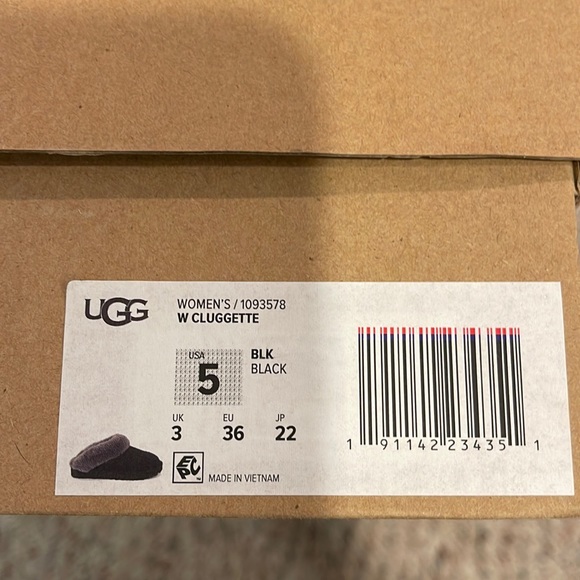 UGG
WOMEN'S / 1093578
W CLUGGETTE
USA
5
BLK
BLACK
UK EU JP
3 36 22
EPC™
MADE IN VIETNAM
1 91142 23435 1